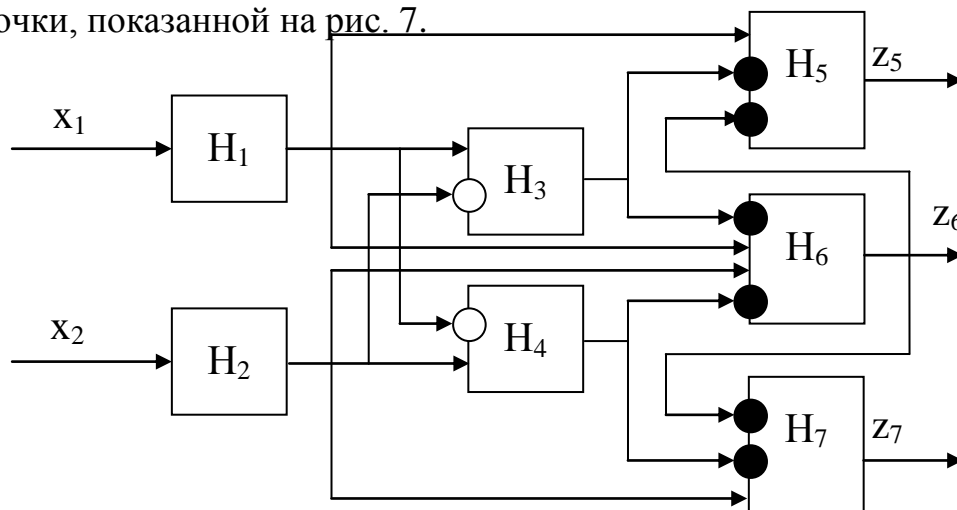 очки, показанной на рис. 7.
x₁
H₁
x₂
H₂
H₃
H₄
H₅
z₅
H₆
z₆
H₇
z₇